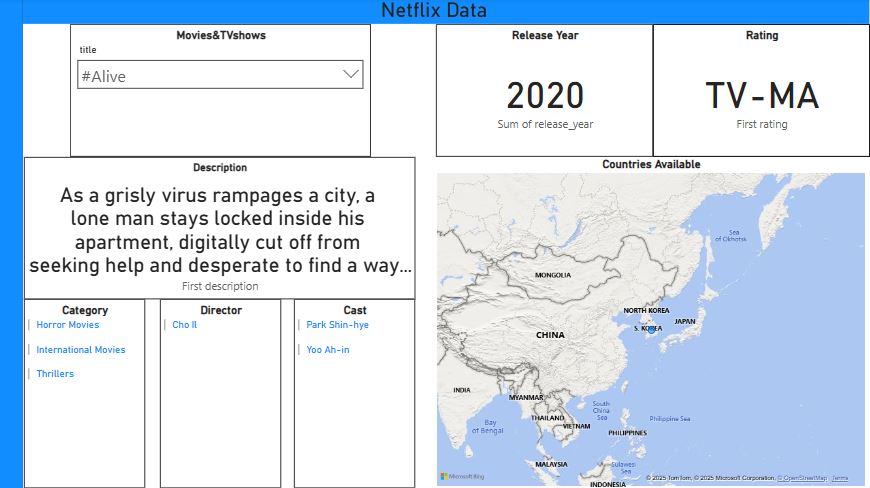 Netflix Data
Movies&TVshows
title
#Alive
Release Year
2020
Sum of release_year
Rating
TV-MA
First rating
Description
As a grisly virus rampages a city, a
lone man stays locked inside his
apartment, digitally cut off from
seeking help and desperate to find a way...
First description
Category
Horror Movies
International Movies
Thrillers
Director
Cho Il
Cast
Park Shin-hye
Yoo Ah-in
Countries Available
Sea
of Okhotsk
MONGOLIA
NORTH KOREA
JAPAN
S. KOREA
CHINA
INDIA
MYANMAR
Bay
of Bengal
THAILAND
VIETNAM
South
China
Sea
Philippine Sea
PHILIPPINES
MALAYSIA
Sulawesi
Sea
INDONESIA
Microsoft Bing
© 2025 TomTom, © 2025 Microsoft Corporation, © OpenStreetMap Terms